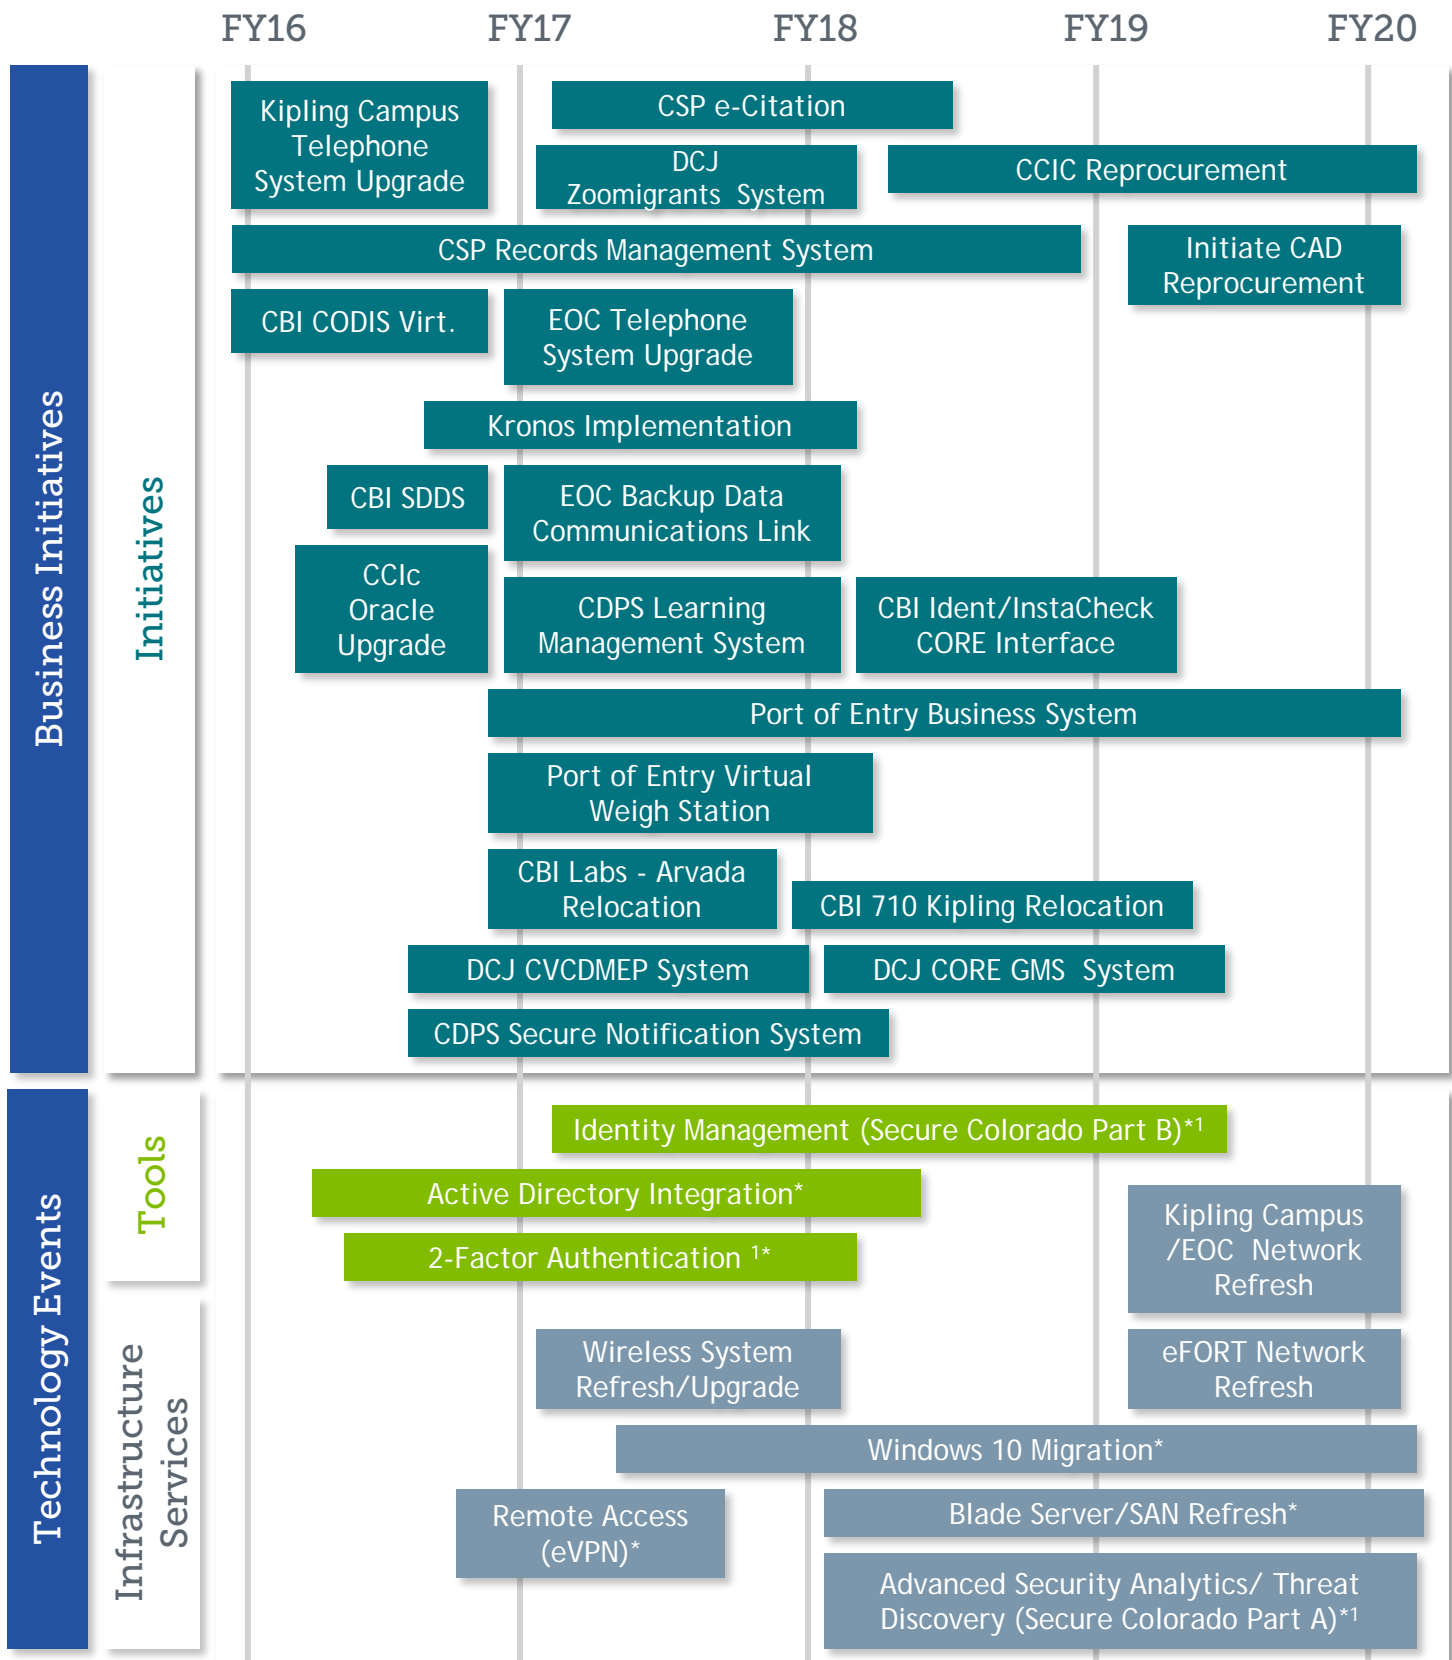 FY16 FY17 FY18 FY19 FY20
Business Initiatives
Initiatives
Kipling Campus
Telephone
System Upgrade
CSP e-Citation
DCJ
Zoomigrants System
CCIC Reprocurement
CSP Records Management System
Initiate CAD
Reprocurement
CBI CODIS Virt.
EOC Telephone
System Upgrade
Kronos Implementation
CBI SDDS
EOC Backup Data
Communications Link
CCIc
Oracle
Upgrade
CDPS Learning
Management System
CBI Ident/InstaCheck
CORE Interface
Port of Entry Business System
Port of Entry Virtual
Weigh Station
CBI Labs - Arvada
Relocation
CBI 710 Kipling Relocation
DCJ CVCDMEP System
DCJ CORE GMS System
CDPS Secure Notification System
Technology Events
Tools
Identity Management (Secure Colorado Part B)*1
Active Directory Integration*
2-Factor Authentication 1*
Kipling Campus
/EOC Network
Refresh
Infrastructure
Services
Wireless System
Refresh/Upgrade
eFORT Network
Refresh
Windows 10 Migration*
Remote Access
(eVPN)*
Blade Server/SAN Refresh*
Advanced Security Analytics/ Threat
Discovery (Secure Colorado Part A)*1